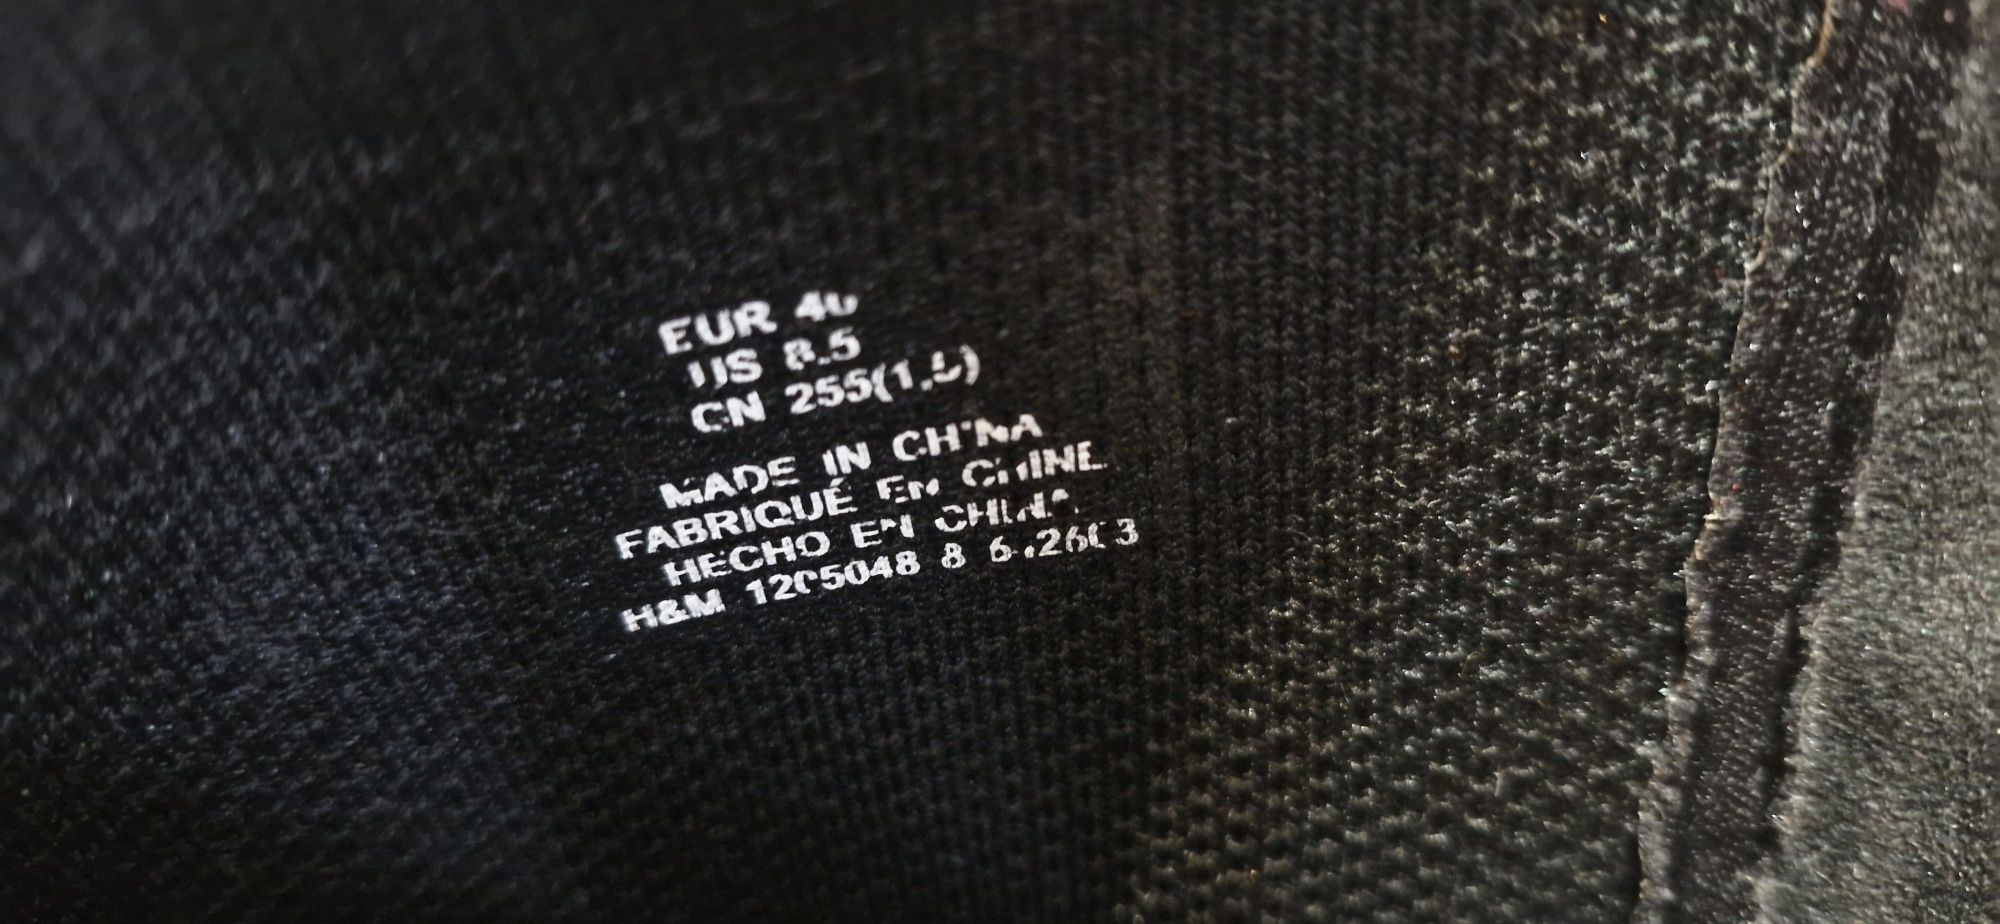 EUR 40
US 8.5
CN 255(1.5)
MADE IN CHINA
FABRIQUÉ EN CHINE
HECHO EN CHINA
H&M 1205048 8